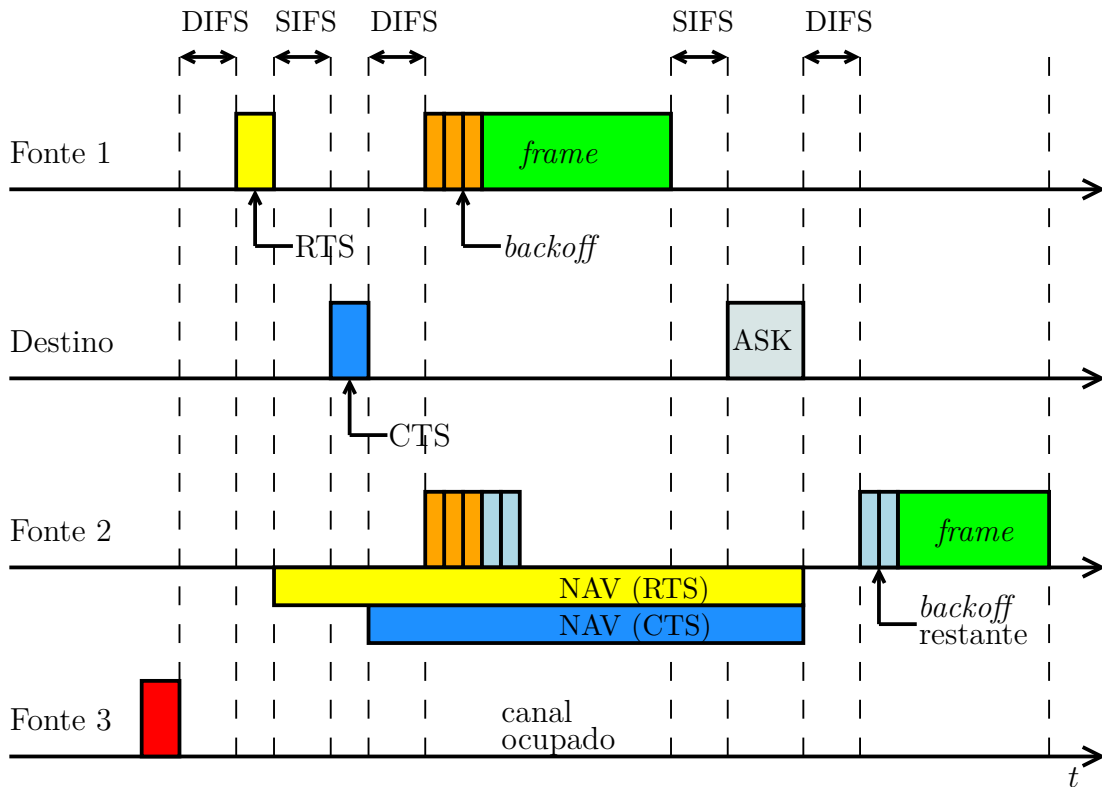 DIFS SIFS DIFS SIFS DIFS
Fonte 1
frame
RTS
backoff
Destino
ASK
CTS
Fonte 2
frame
NAV (RTS)
NAV (CTS)
backoff
restante
Fonte 3
canal
ocupado
t